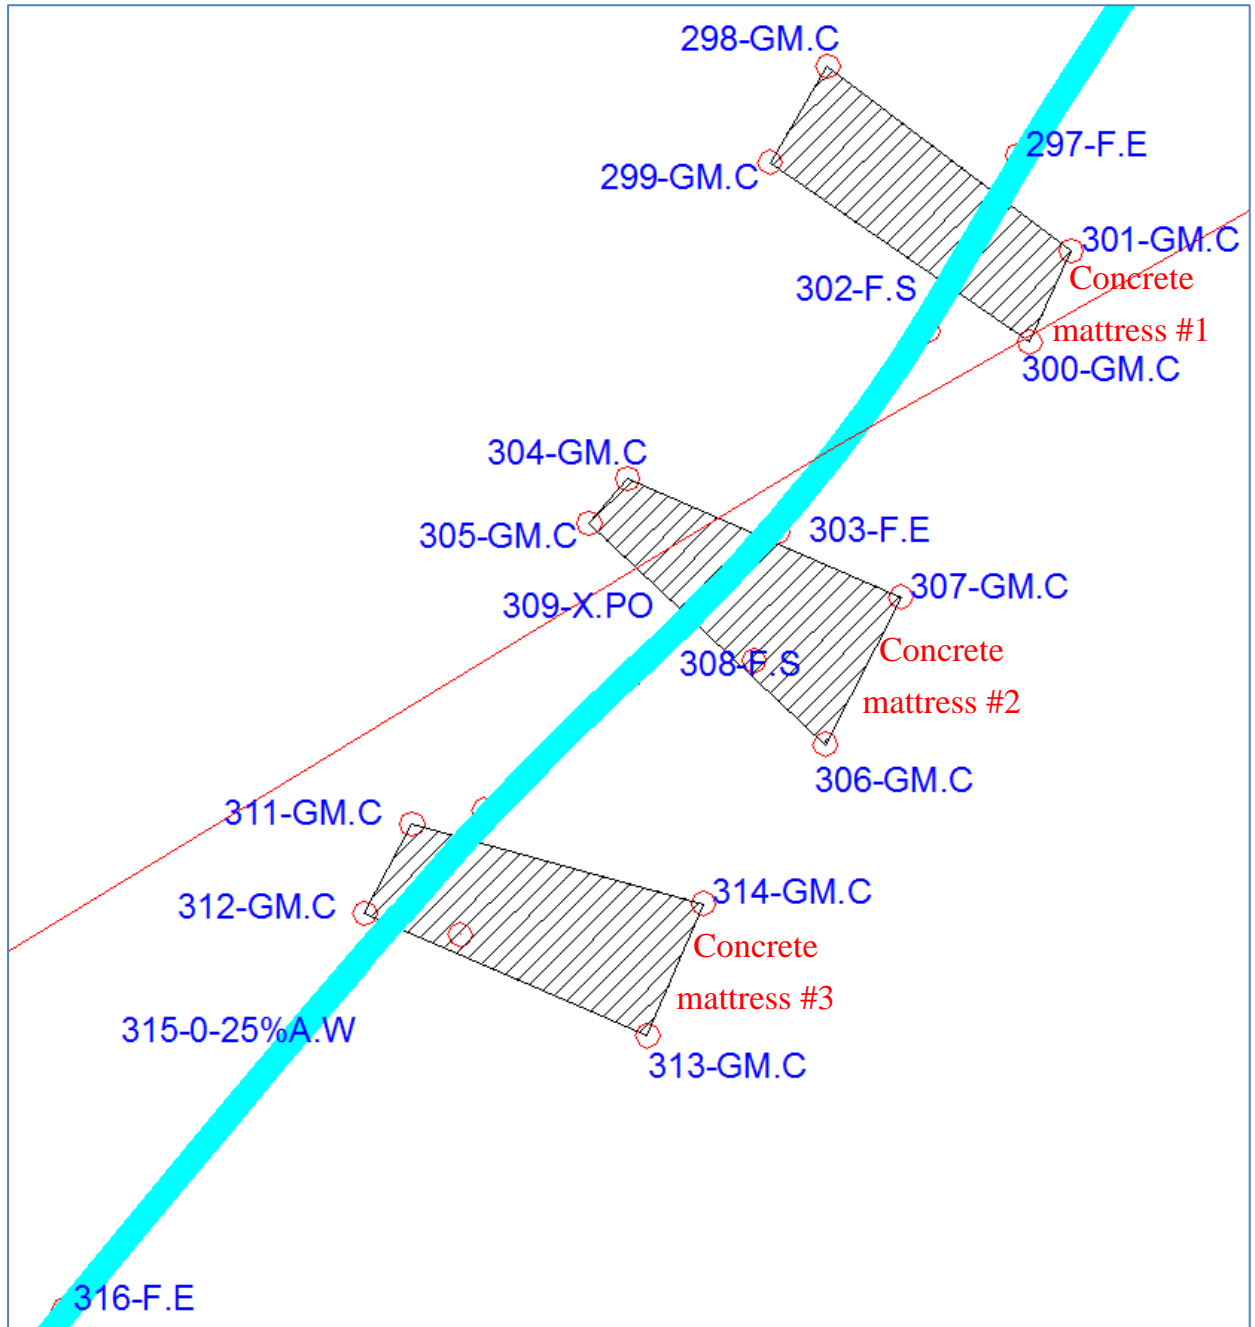 298-GM.C
297-F.E
299-GM.C
301-GM.C
Concrete
mattress #1
302-F.S
300-GM.C
304-GM.C
303-F.E
305-GM.C
307-GM.C
309-X.PO
Concrete
mattress #2
308-F.S
306-GM.C
311-GM.C
314-GM.C
312-GM.C
Concrete
mattress #3
315-0-25%A.W
313-GM.C
316-F.E